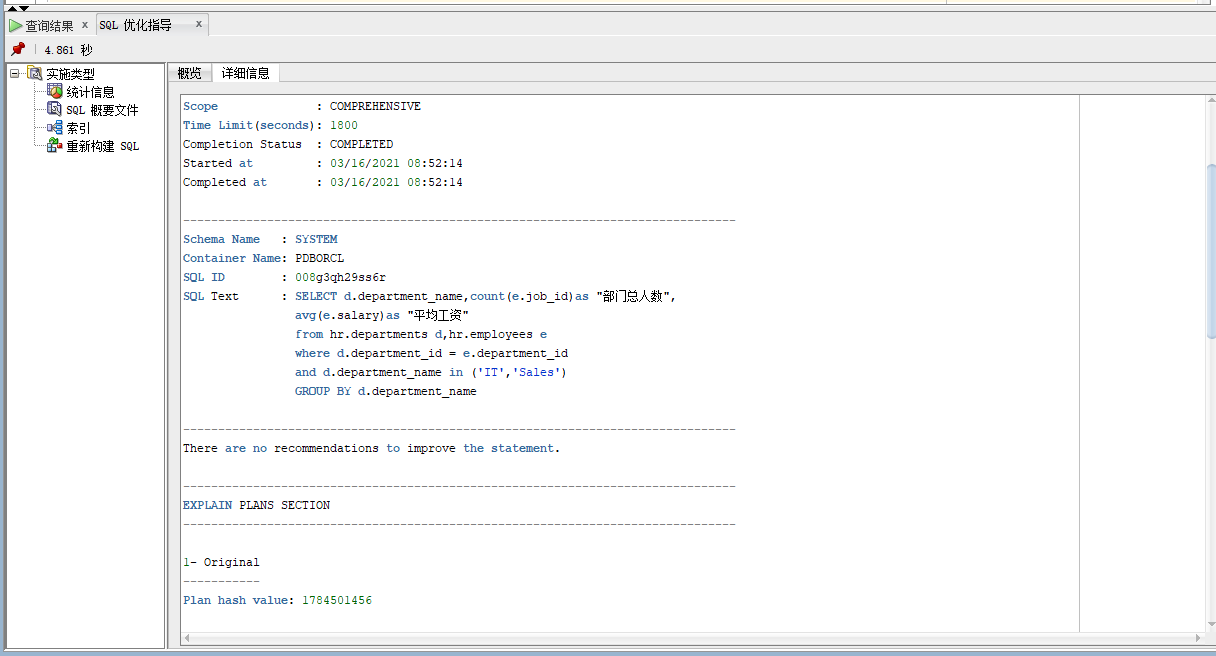 查询结果 × SQL 优化指导 ×
4.861 秒
实施类型
统计信息
SQL 概要文件
索引
重新构建 SQL
概览 详细信息
Scope : COMPREHENSIVE
Time Limit(seconds): 1800
Completion Status : COMPLETED
Started at : 03/16/2021 08:52:14
Completed at : 03/16/2021 08:52:14
-------------------------------------------------------------------------------
Schema Name : SYSTEM
Container Name: PDBORCL
SQL ID : 008g3qh29ss6r
SQL Text : SELECT d.department_name,count(e.job_id)as "部门总人数",
avg(e.salary)as "平均工资"
from hr.departments d,hr.employees e
where d.department_id = e.department_id
and d.department_name in ('IT','Sales')
GROUP BY d.department_name
-------------------------------------------------------------------------------
There are no recommendations to improve the statement.
-------------------------------------------------------------------------------
EXPLAIN PLANS SECTION
-------------------------------------------------------------------------------
1- Original
-----------
Plan hash value: 1784501456